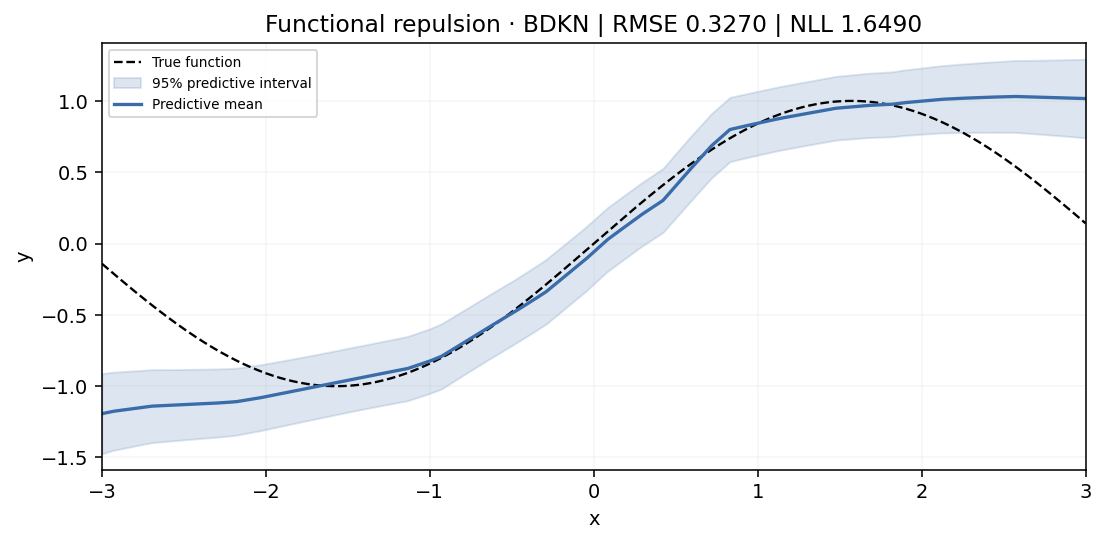 Functional repulsion · BDKN | RMSE 0.3270 | NLL 1.6490
True function
95% predictive interval
Predictive mean
1.0
0.5
0.0
−0.5
−1.0
−1.5
y
−3 −2 −1 0 1 2 3
x